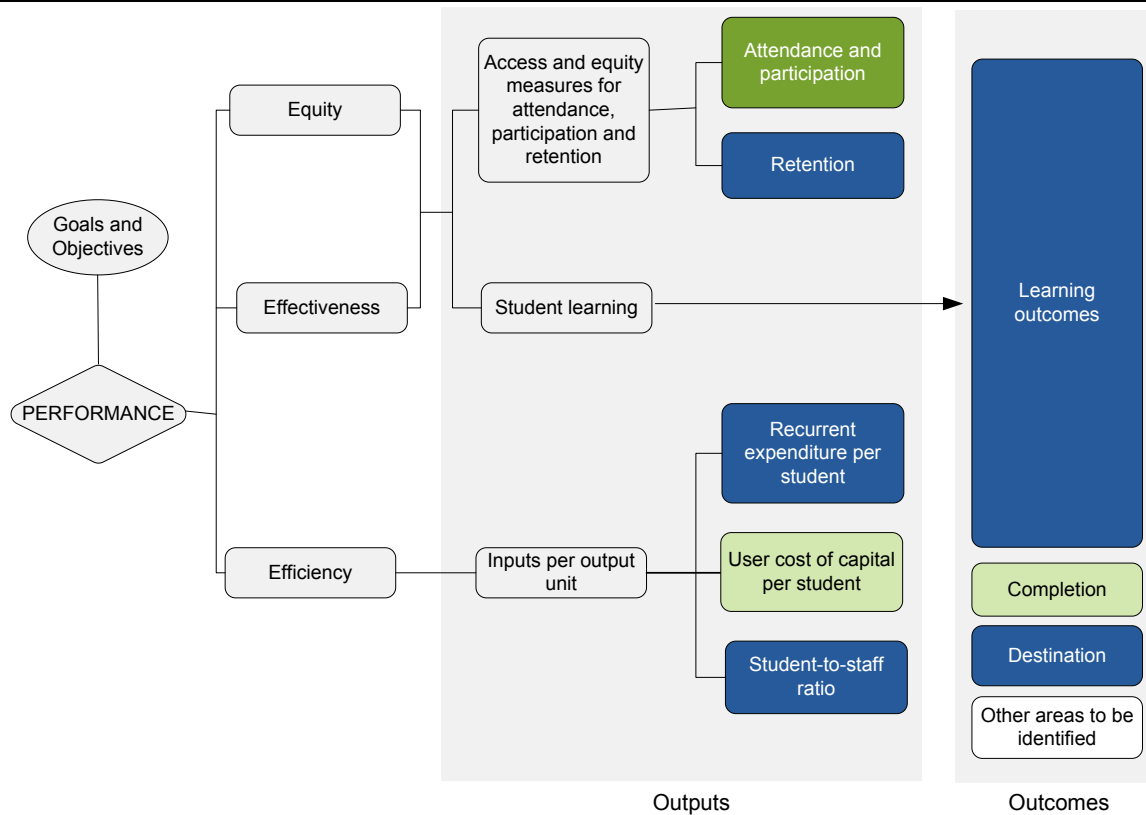 Goals and
Objectives
PERFORMANCE
Equity
Effectiveness
Efficiency
Access and equity
measures for
attendance,
participation and
retention
Student learning
Inputs per output
unit
Attendance and
participation
Retention
Recurrent
expenditure per
student
User cost of capital
per student
Student-to-staff
ratio
Learning
outcomes
Completion
Destination
Other areas to be
identified
Outputs
Outcomes